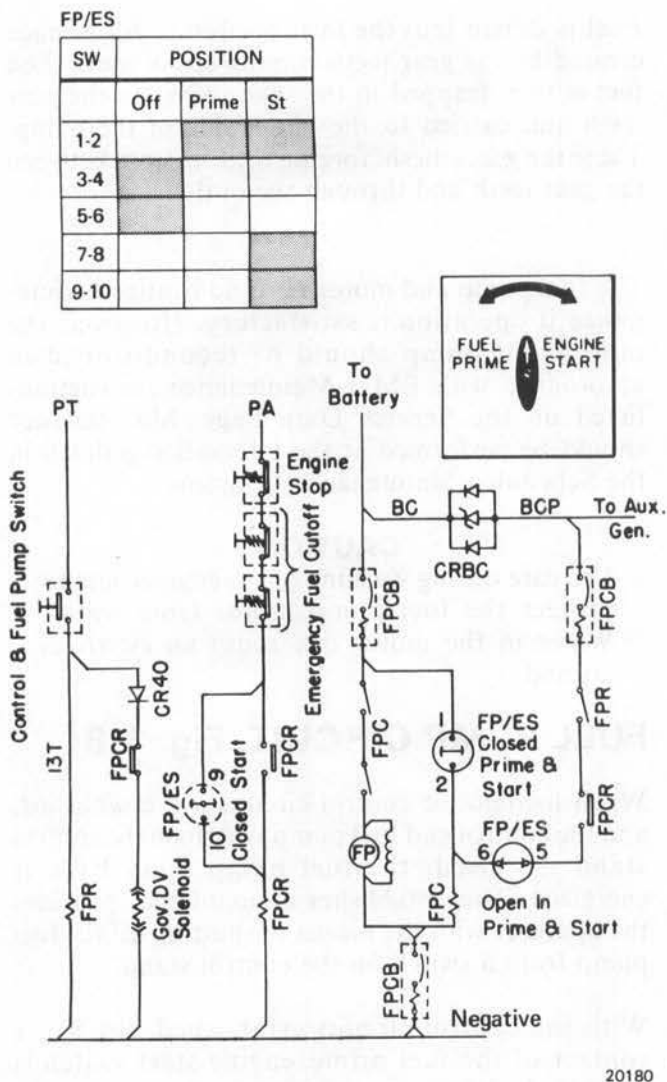 FP/ES
SW POSITION
Off Prime St
1-2
3-4
5-6
7-8
9-10
FUEL PRIME ENGINE START
PT
PA
To Battery
Engine Stop
Emergency Fuel Cutoff
BC
BCP
To Aux. Gen.
CRBC
Control & Fuel Pump Switch
FPCB
FPCB
CR40
13T
FPCR
FP/ES
9
10
Closed Start
FPCR
FPC
1
2
FP/ES
Closed
Prime &
Start
FPR
FPCR
FP/ES
6 5
Open In
Prime & Start
FP
FPR
Gov. DV
Solenoid
FPCR
FPC
FPCB
Negative
20180